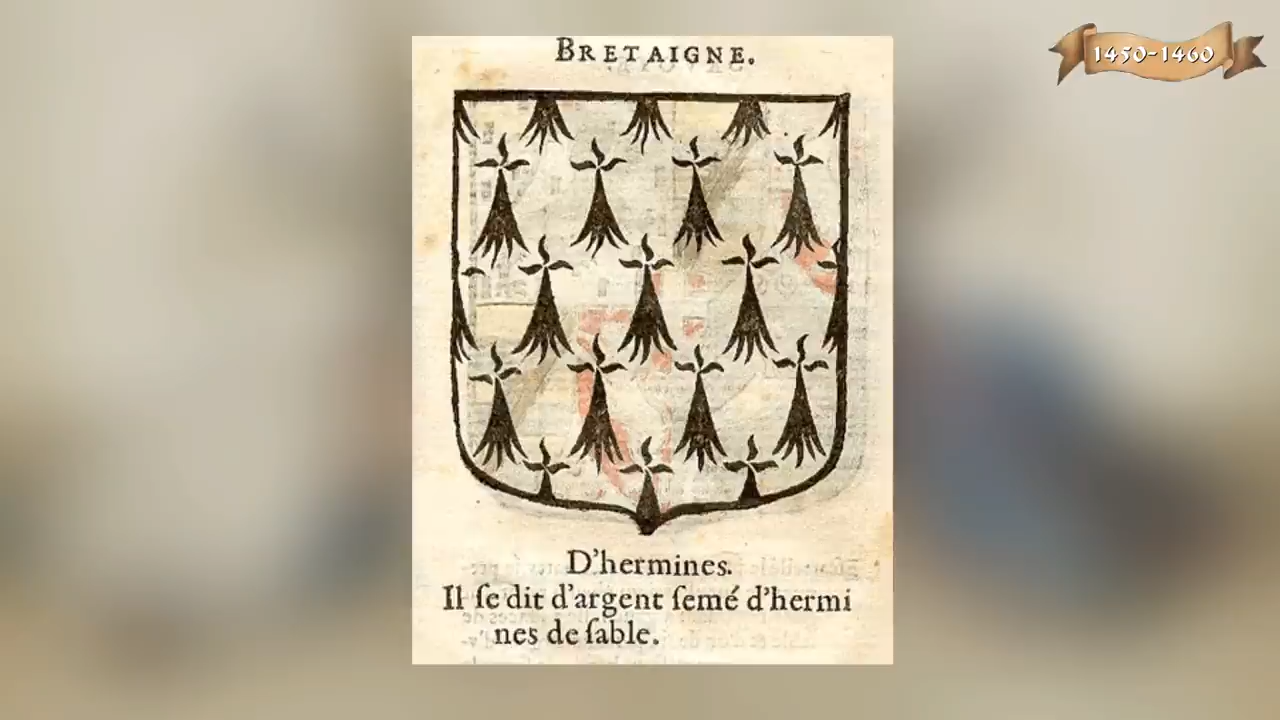 BRETAIGNE.
1450-1460
D'hermines.
Il ſe dit d'argent ſemé d'hermi
nes de ſable.